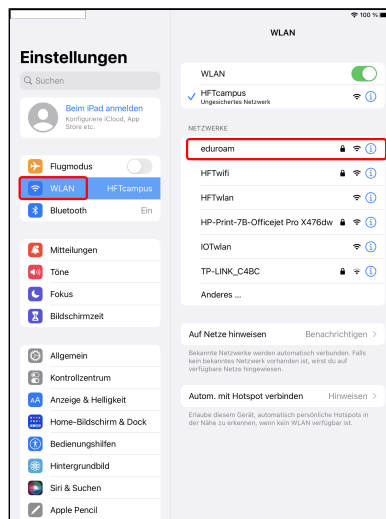 100 %
Einstellungen
Suchen
Beim iPad anmelden
Konfiguriere iCloud, App
Store etc.
Flugmodus
WLAN HFTcampus
Bluetooth Ein
Mitteilungen
Töne
Fokus
Bildschirmzeit
Allgemein
Kontrollzentrum
AA Anzeige & Helligkeit
Home-Bildschirm & Dock
Bedienungshilfen
Hintergrundbild
Siri & Suchen
Apple Pencil
WLAN
WLAN
HFTcampus
Ungesichertes Netzwerk
NETZWERKE
eduroam
HFTwifi
HFTwlan
HP-Print-7B-Officejet Pro X476dw
IOTwlan
TP-LINK_C4BC
Anderes ...
Auf Netze hinweisen Benachrichtigen >
Bekannte Netzwerke werden automatisch verbunden. Falls
kein bekanntes Netzwerk vorhanden ist, wirst du auf
verfügbare Netze hingewiesen.
Autom. mit Hotspot verbinden Hinweisen >
Erlaube diesem Gerät, automatisch persönliche Hotspots in
der Nähe zu erkennen, wenn kein WLAN verfügbar ist.